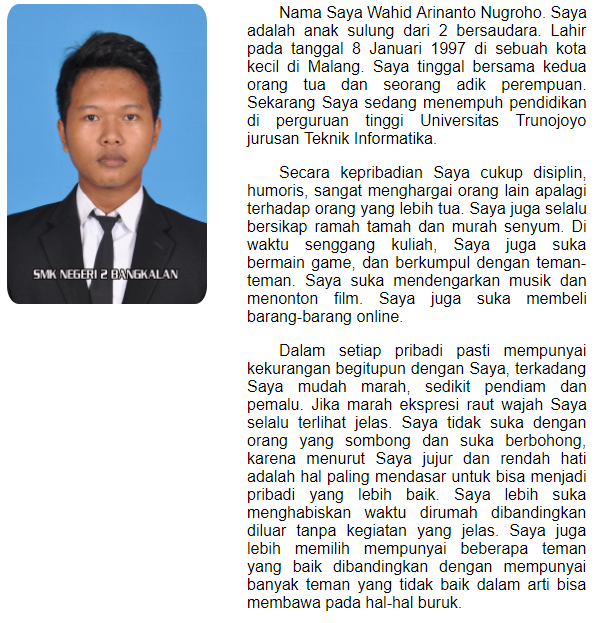 SMK NEGERI 2 BANGKALAN
Nama Saya Wahid Arinanto Nugroho. Saya
adalah anak sulung dari 2 bersaudara. Lahir
pada tanggal 8 Januari 1997 di sebuah kota
kecil di Malang. Saya tinggal bersama kedua
orang tua dan seorang adik perempuan.
Sekarang Saya sedang menempuh pendidikan
di perguruan tinggi Universitas Trunojoyo
jurusan Teknik Informatika.
Secara kepribadian Saya cukup disiplin,
humoris, sangat menghargai orang lain apalagi
terhadap orang yang lebih tua. Saya juga selalu
bersikap ramah tamah dan murah senyum. Di
waktu senggang kuliah, Saya juga suka
bermain game, dan berkumpul dengan teman-
teman. Saya suka mendengarkan musik dan
menonton film. Saya juga suka membeli
barang-barang online.
Dalam setiap pribadi pasti mempunyai
kekurangan begitupun dengan Saya, terkadang
Saya mudah marah, sedikit pendiam dan
pemalu. Jika marah ekspresi raut wajah Saya
selalu terlihat jelas. Saya tidak suka dengan
orang yang sombong dan suka berbohong,
karena menurut Saya jujur dan rendah hati
adalah hal paling mendasar untuk bisa menjadi
pribadi yang lebih baik. Saya lebih suka
menghabiskan waktu dirumah dibandingkan
diluar tanpa kegiatan yang jelas. Saya juga
lebih memilih mempunyai beberapa teman
yang baik dibandingkan dengan mempunyai
banyak teman yang tidak baik dalam arti bisa
membawa pada hal-hal buruk.